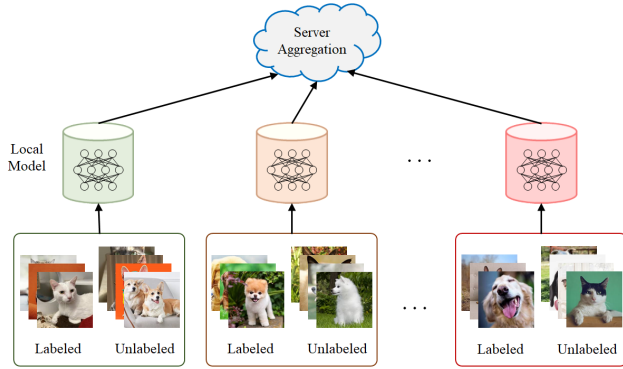 Server
Aggregation
Local
Model
. . .
Labeled
Unlabeled
Labeled
Unlabeled
. . .
Labeled
Unlabeled